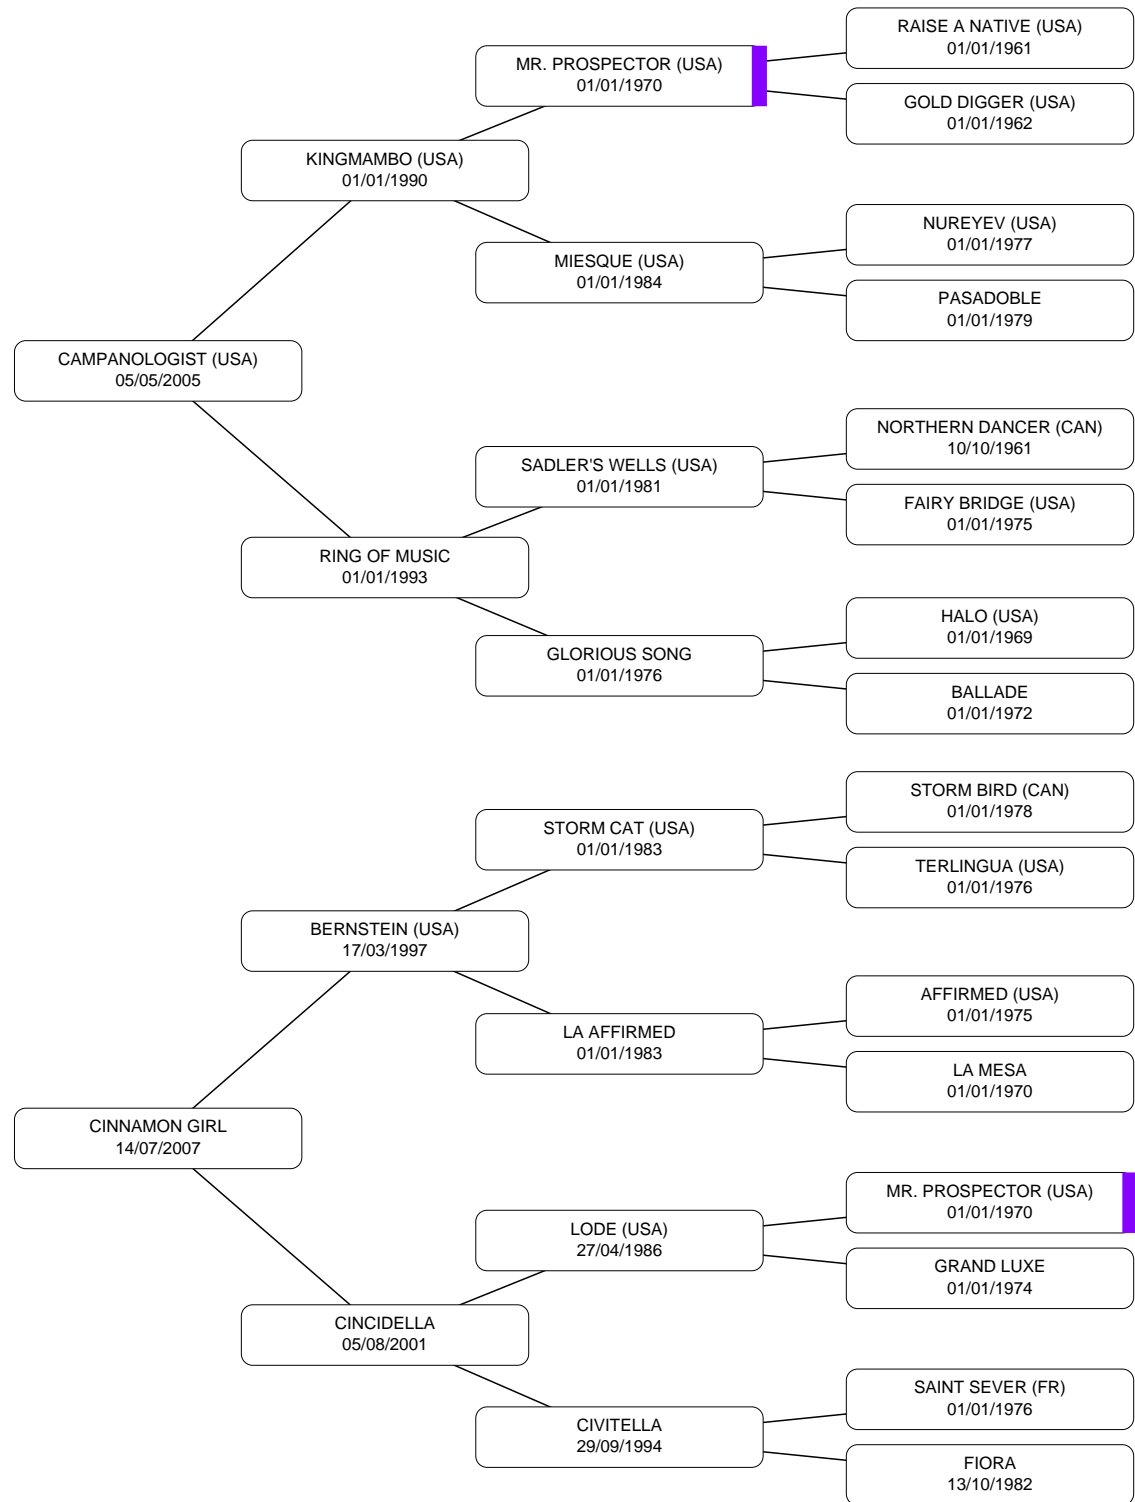 RAISE A NATIVE (USA)
01/01/1961
MR. PROSPECTOR (USA)
01/01/1970
GOLD DIGGER (USA)
01/01/1962
KINGMAMBO (USA)
01/01/1990
NUREYEV (USA)
01/01/1977
MIESQUE (USA)
01/01/1984
PASADOBLE
01/01/1979
CAMPANOLOGIST (USA)
05/05/2005
NORTHERN DANCER (CAN)
10/10/1961
SADLER'S WELLS (USA)
01/01/1981
FAIRY BRIDGE (USA)
01/01/1975
RING OF MUSIC
01/01/1993
HALO (USA)
01/01/1969
GLORIOUS SONG
01/01/1976
BALLADE
01/01/1972
STORM BIRD (CAN)
01/01/1978
STORM CAT (USA)
01/01/1983
TERLINGUA (USA)
01/01/1976
BERNSTEIN (USA)
17/03/1997
AFFIRMED (USA)
01/01/1975
LA AFFIRMED
01/01/1983
LA MESA
01/01/1970
CINNAMON GIRL
14/07/2007
MR. PROSPECTOR (USA)
01/01/1970
LODE (USA)
27/04/1986
GRAND LUXE
01/01/1974
CINCIDELLA
05/08/2001
SAINT SEVER (FR)
01/01/1976
CIVITELLA
29/09/1994
FIORA
13/10/1982